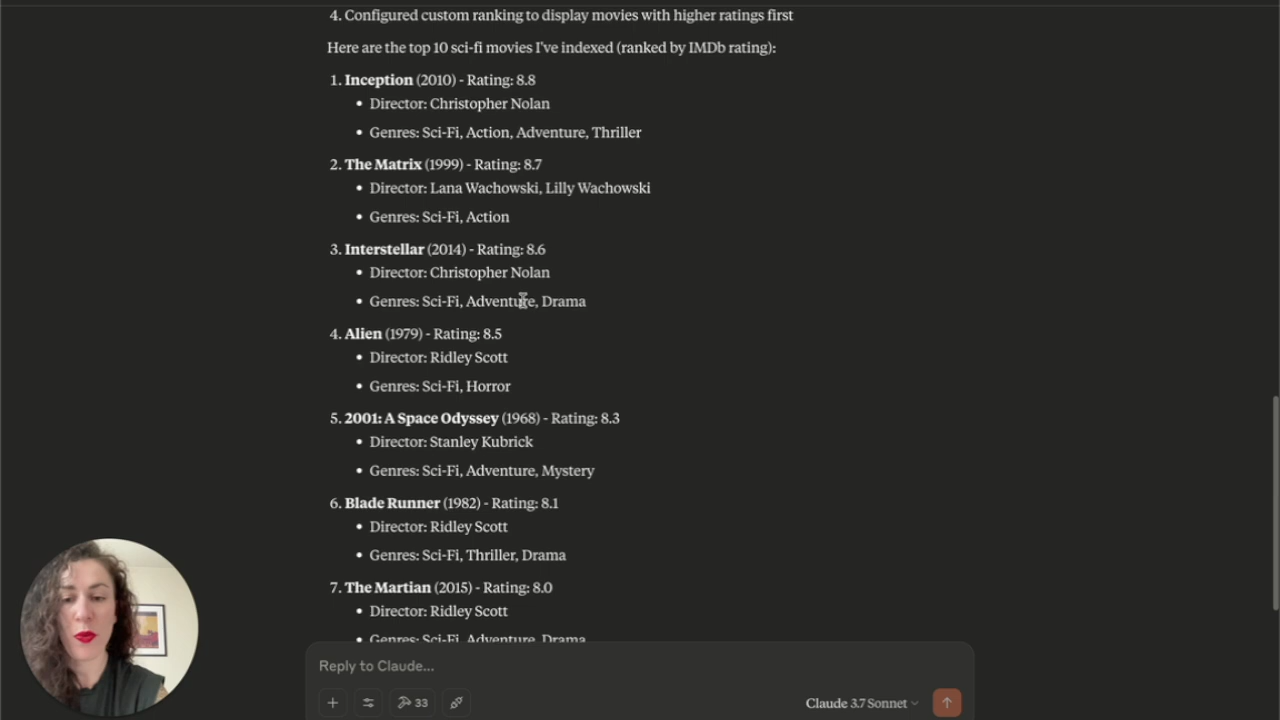 4. Configured custom ranking to display movies with higher ratings first
Here are the top 10 sci-fi movies I've indexed (ranked by IMDb rating):
1. Inception (2010) - Rating: 8.8
• Director: Christopher Nolan
• Genres: Sci-Fi, Action, Adventure, Thriller
2. The Matrix (1999) - Rating: 8.7
• Director: Lana Wachowski, Lilly Wachowski
• Genres: Sci-Fi, Action
3. Interstellar (2014) - Rating: 8.6
• Director: Christopher Nolan
• Genres: Sci-Fi, Adventure, Drama
4. Alien (1979) - Rating: 8.5
• Director: Ridley Scott
• Genres: Sci-Fi, Horror
5. 2001: A Space Odyssey (1968) - Rating: 8.3
• Director: Stanley Kubrick
• Genres: Sci-Fi, Adventure, Mystery
6. Blade Runner (1982) - Rating: 8.1
• Director: Ridley Scott
• Genres: Sci-Fi, Thriller, Drama
7. The Martian (2015) - Rating: 8.0
• Director: Ridley Scott
• Genres: Sci-Fi, Adventure, Drama
Reply to Claude...
33
Claude 3.7 Sonnet